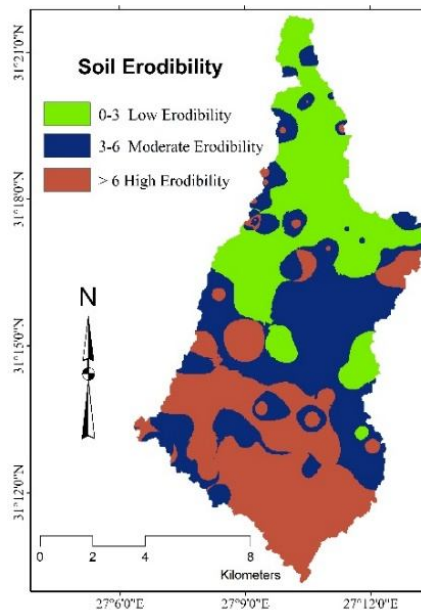 Soil Erodibility
0-3 Low Erodibility
3-6 Moderate Erodibility
> 6 High Erodibility
N
0 2 4 8
Kilometers
31°21'0"N
31°18'0"N
31°15'0"N
31°12'0"N
27°6'0"E 27°9'0"E 27°12'0"E